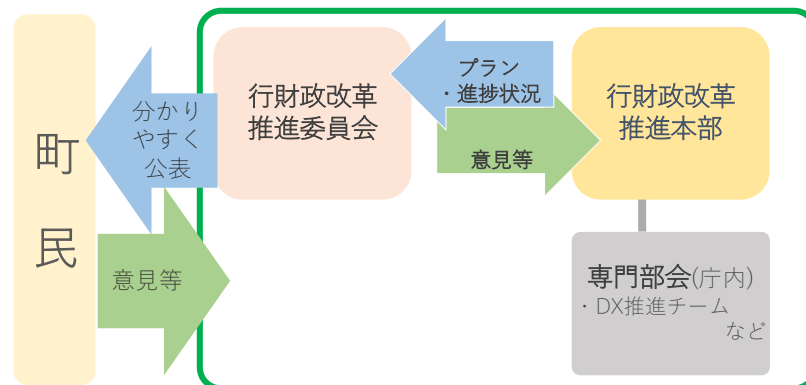 町
民
分かり
やすく
公表
意見等
行財政改革
推進委員会
プラン
・進捗状況
意見等
行財政改革
推進本部
専門部会(庁内)
・DX推進チーム
など